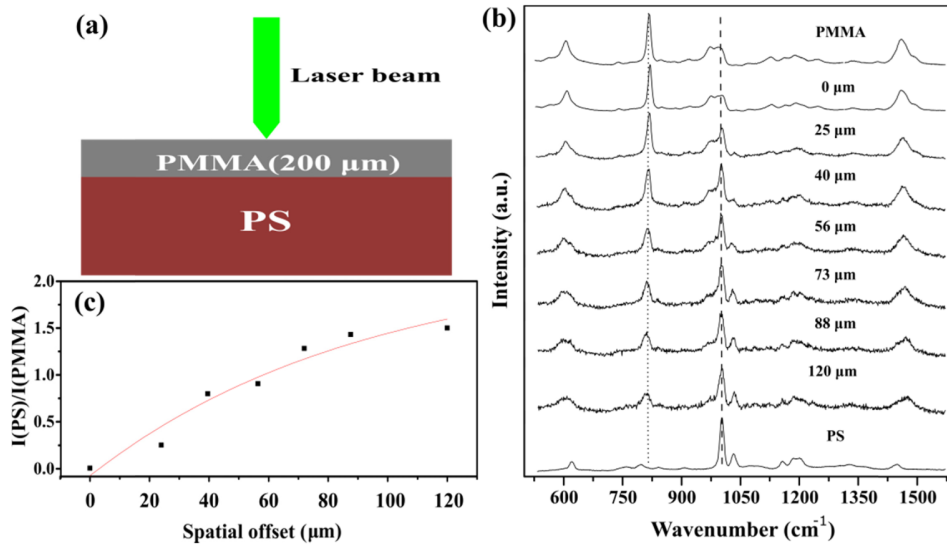 (a)
Laser beam
PMMA(200 μm)
PS
(c)
2.0
1.5
1.0
0.5
0.0
I(PS)/I(PMMA)
0
20
40
60
80
100
120
Spatial offset(μm)
(b)
PMMA
0 μm
25 μm
40 μm
56 μm
73 μm
88 μm
120 μm
PS
Intensity (a.u.)
600
750
900
1050
1200
1350
1500
Wavenumber (cm⁻¹)